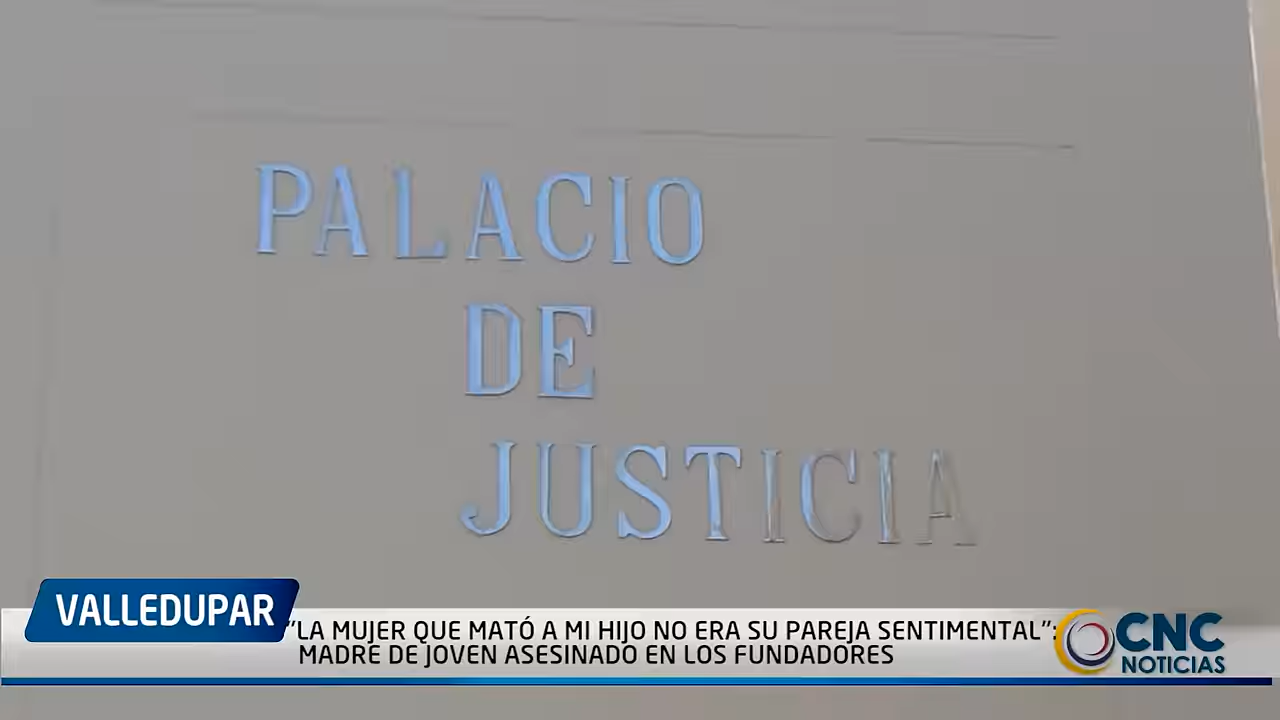 PALACIO
DE
JUSTICIA
VALLEDUPAR
"LA MUJER QUE MATÓ A MI HIJO NO ERA SU PAREJA SENTIMENTAL":
MADRE DE JOVEN ASESINADO EN LOS FUNDADORES
CNC
NOTICIAS